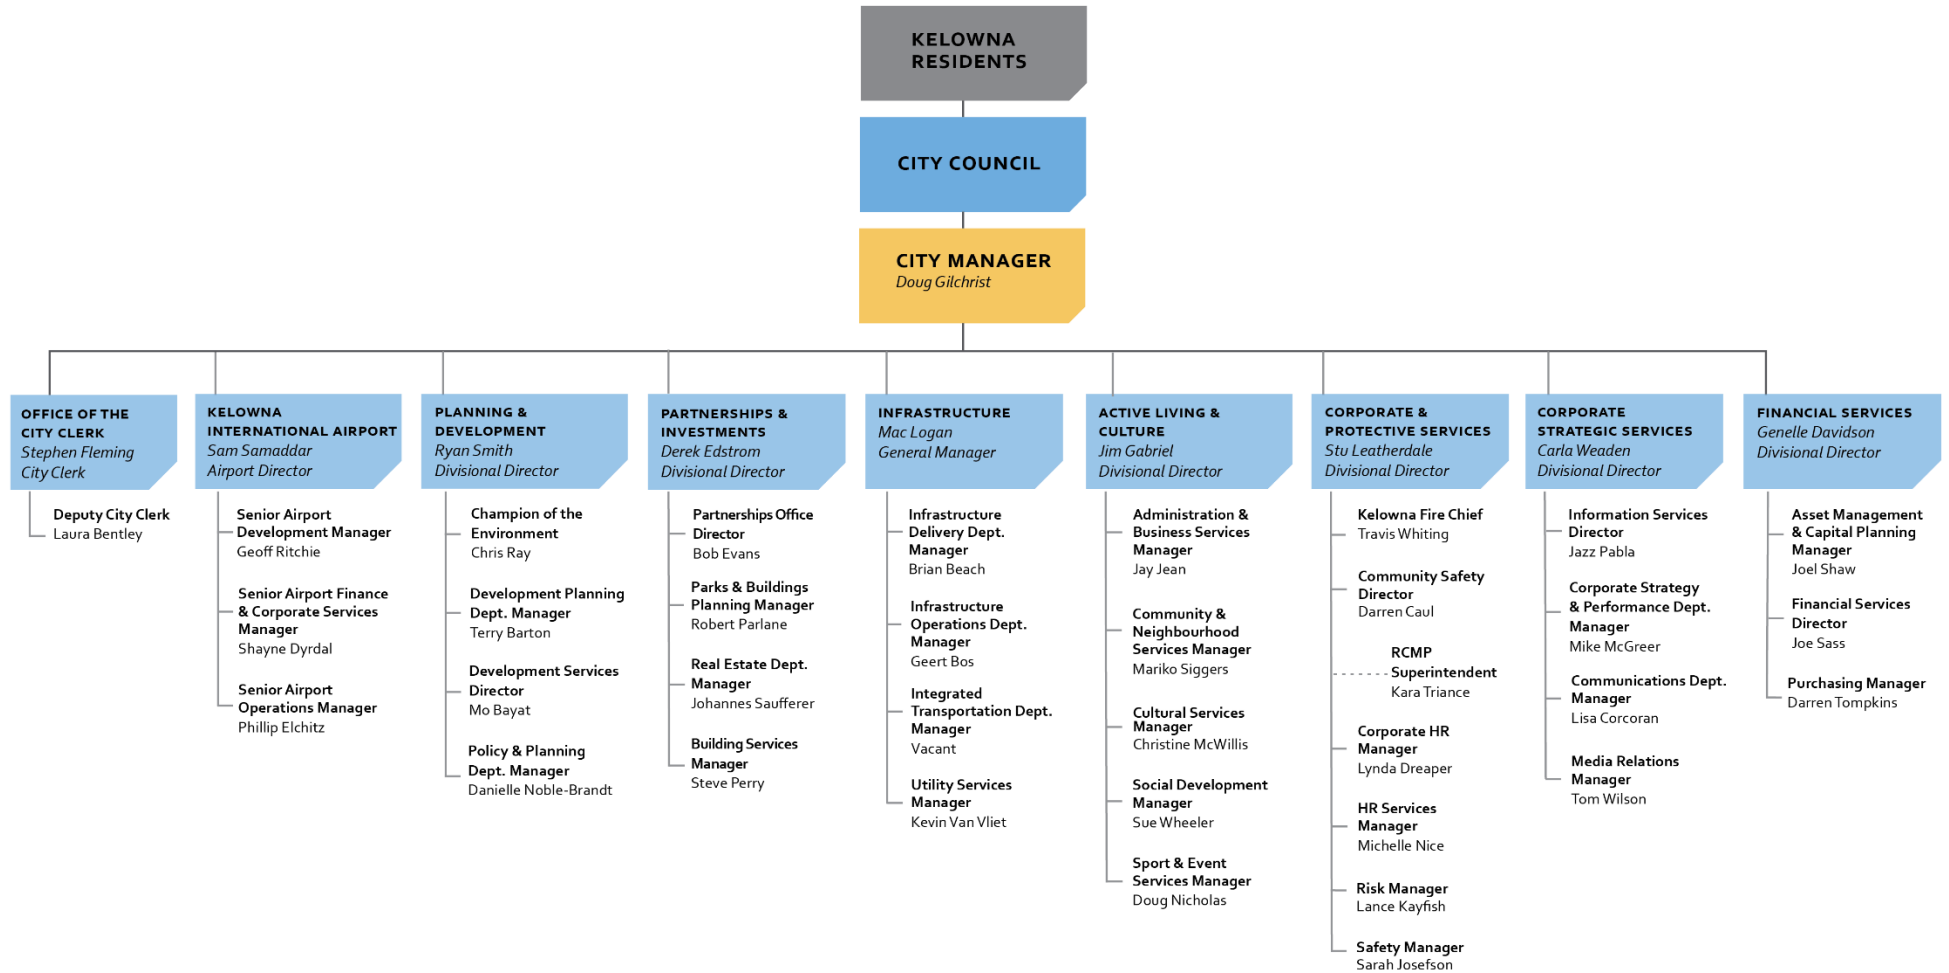 KELOWNA
RESIDENTS
CITY COUNCIL
CITY MANAGER
Doug Gilchrist
OFFICE OF THE
CITY CLERK
Stephen Fleming
City Clerk
Deputy City Clerk
Laura Bentley
KELOWNA
INTERNATIONAL AIRPORT
Sam Samaddar
Airport Director
Senior Airport
Development Manager
Geoff Ritchie
Senior Airport Finance
& Corporate Services
Manager
Shayne Dyrdal
Senior Airport
Operations Manager
Phillip Elchitz
PLANNING &
DEVELOPMENT
Ryan Smith
Divisional Director
Champion of the
Environment
Chris Ray
Development Planning
Dept. Manager
Terry Barton
Development Services
Director
Mo Bayat
Policy & Planning
Dept. Manager
Danielle Noble-Brandt
PARTNERSHIPS &
INVESTMENTS
Derek Edstrom
Divisional Director
Partnerships Office
Director
Bob Evans
Parks & Buildings
Planning Manager
Robert Parlane
Real Estate Dept.
Manager
Johannes Saufferer
Building Services
Manager
Steve Perry
INFRASTRUCTURE
Mac Logan
General Manager
Infrastructure
Delivery Dept.
Manager
Brian Beach
Infrastructure
Operations Dept.
Manager
Geert Bos
Integrated
Transportation Dept.
Manager
Vacant
Utility Services
Manager
Kevin Van Vliet
ACTIVE LIVING &
CULTURE
Jim Gabriel
Divisional Director
Administration &
Business Services
Manager
Jay Jean
Community &
Neighbourhood
Services Manager
Mariko Siggers
Cultural Services
Manager
Christine McWillis
Social Development
Manager
Sue Wheeler
Sport & Event
Services Manager
Doug Nicholas
CORPORATE &
PROTECTIVE SERVICES
Stu Leatherdale
Divisional Director
Kelowna Fire Chief
Travis Whiting
Community Safety
Director
Darren Caul
RCMP
Superintendent
Kara Triance
Corporate HR
Manager
Lynda Dreaper
HR Services
Manager
Michelle Nice
Risk Manager
Lance Kayfish
Safety Manager
Sarah Josefson
CORPORATE
STRATEGIC SERVICES
Carla Weaden
Divisional Director
Information Services
Director
Jazz Pabla
Corporate Strategy
& Performance Dept.
Manager
Mike McGreer
Communications Dept.
Manager
Lisa Corcoran
Media Relations
Manager
Tom Wilson
FINANCIAL SERVICES
Genelle Davidson
Divisional Director
Asset Management
& Capital Planning
Manager
Joel Shaw
Financial Services
Director
Joe Sass
Purchasing Manager
Darren Tompkins